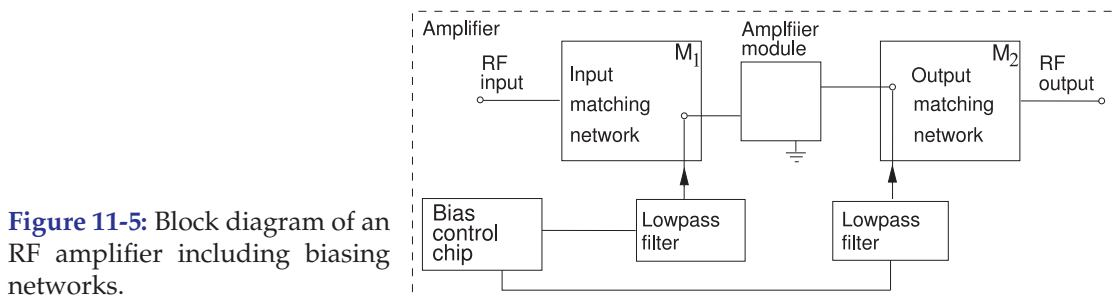 Amplifier
RF
input
Input
matching
network
M1
Amplfiier
module
Output
matching
network
M2
RF
output
Bias
control
chip
Lowpass
filter
Lowpass
filter
Figure 11-5: Block diagram of an
RF amplifier including biasing
networks.